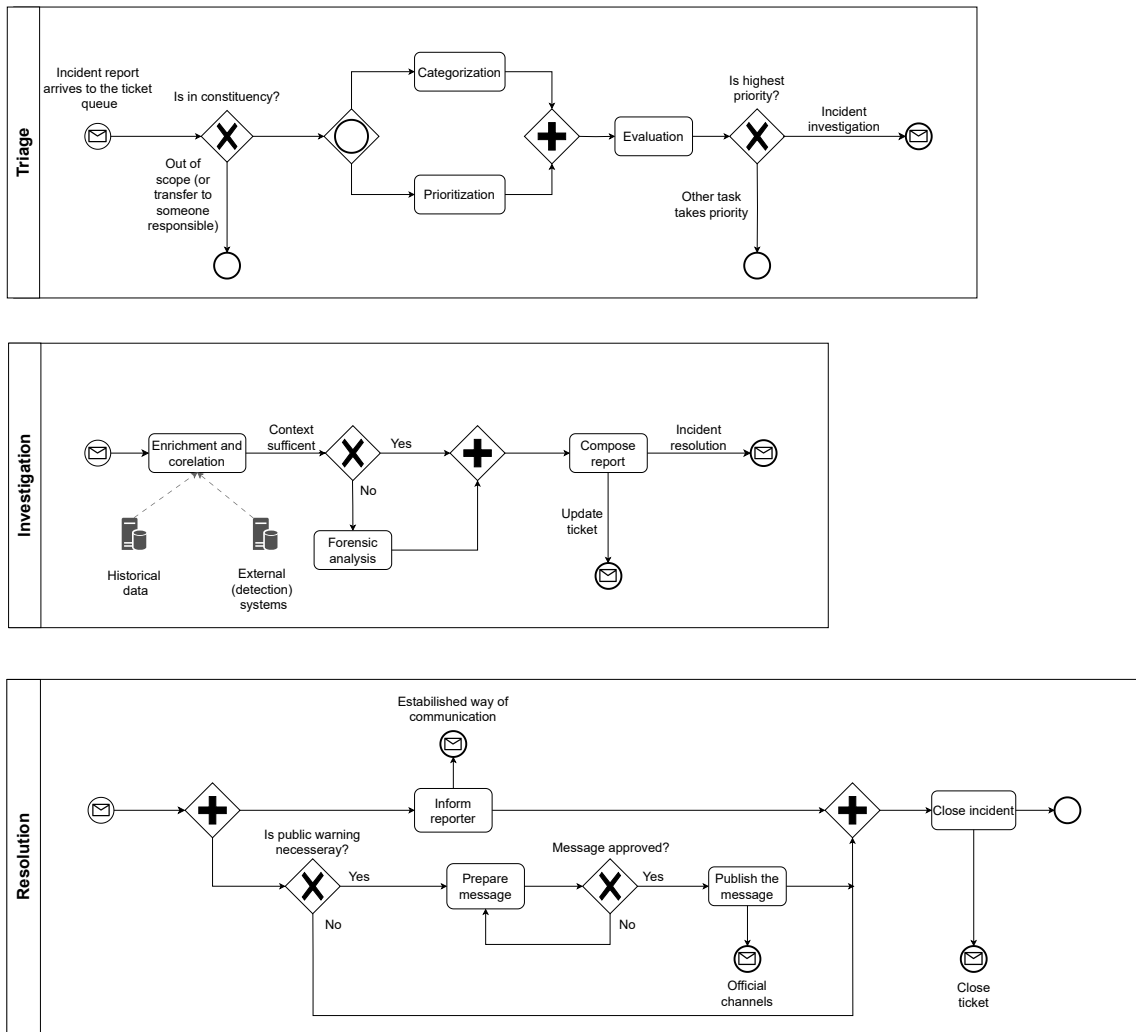 Triage
Incident report
arrives to the ticket
queue
Is in constituency?
Out of
scope (or
transfer to
someone
responsible)
Categorization
Prioritization
Evaluation
Is highest
priority?
Incident
investigation
Other task
takes priority
Investigation
Enrichment and
corelation
Historical
data
External
(detection)
systems
Context
sufficent
Yes
No
Forensic
analysis
Compose
report
Incident
resolution
Update
ticket
Resolution
Estabilished way of
communication
Inform
reporter
Is public warning
necesseray?
Yes
No
Prepare
message
Message approved?
Yes
No
Publish the
message
Official
channels
Close incident
Close
ticket